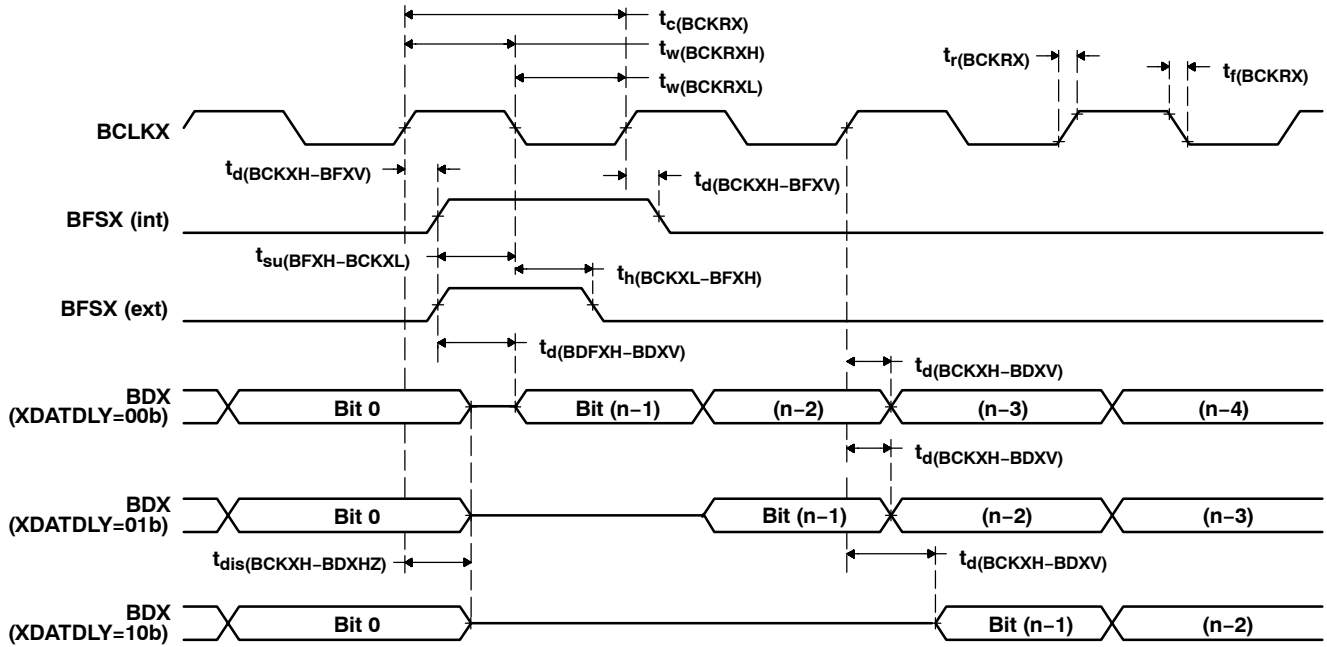 tc(BCKRX)
tw(BCKRXH)
tr(BCKRX)
tf(BCKRX)
tw(BCKRXL)
BCLKX
td(BCKXH−BFXV)
td(BCKXH−BFXV)
BFSX (int)
tsu(BFXH−BCKXL)
th(BCKXL−BFXH)
BFSX (ext)
td(BDFXH−BDXV)
td(BCKXH−BDXV)
BDX
(XDATDLY=00b)
Bit 0
Bit (n−1)
(n−2)
(n−3)
(n−4)
td(BCKXH−BDXV)
BDX
(XDATDLY=01b)
Bit 0
Bit (n−1)
(n−2)
(n−3)
tdis(BCKXH−BDXHZ)
td(BCKXH−BDXV)
BDX
(XDATDLY=10b)
Bit 0
Bit (n−1)
(n−2)